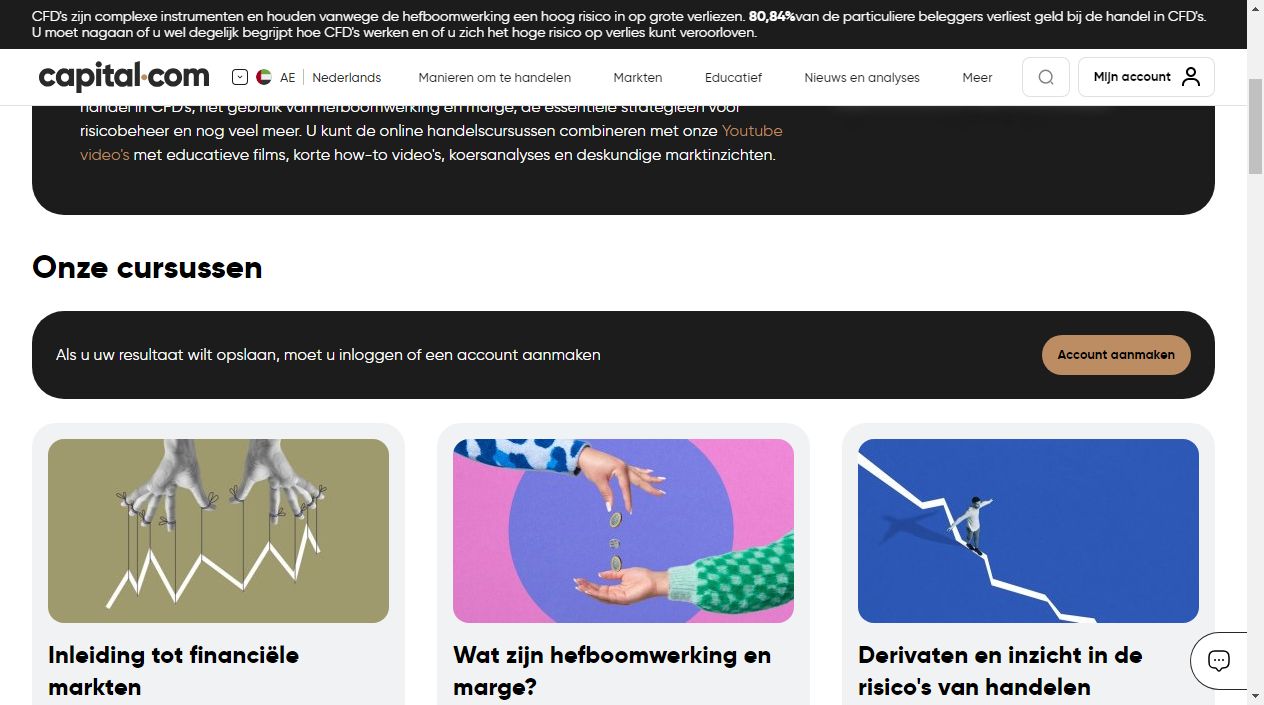 CFD's zijn complexe instrumenten en houden vanwege de hefboomwerking een hoog risico in op grote verliezen. 80,84%van de particuliere beleggers verliest geld bij de handel in CFD's.
U moet nagaan of u wel degelijk begrijpt hoe CFD's werken en of u zich het hoge risico op verlies kunt veroorloven.
capital.com AE Nederlands Manieren om te handelen Markten Educatief Nieuws en analyses Meer Mijn account
handel in CFD's, het gebruik van hefboomwerking en marge, de essentiële strategieën voor
risicobeheer en nog veel meer. U kunt de online handelscursussen combineren met onze Youtube
video's met educatieve films, korte how-to video's, koersanalyses en deskundige marktinzichten.
Onze cursussen
Als u uw resultaat wilt opslaan, moet u inloggen of een account aanmaken
Account aanmaken
Inleiding tot financiële
markten
Wat zijn hefboomwerking en
marge?
Derivaten en inzicht in de
risico's van handelen